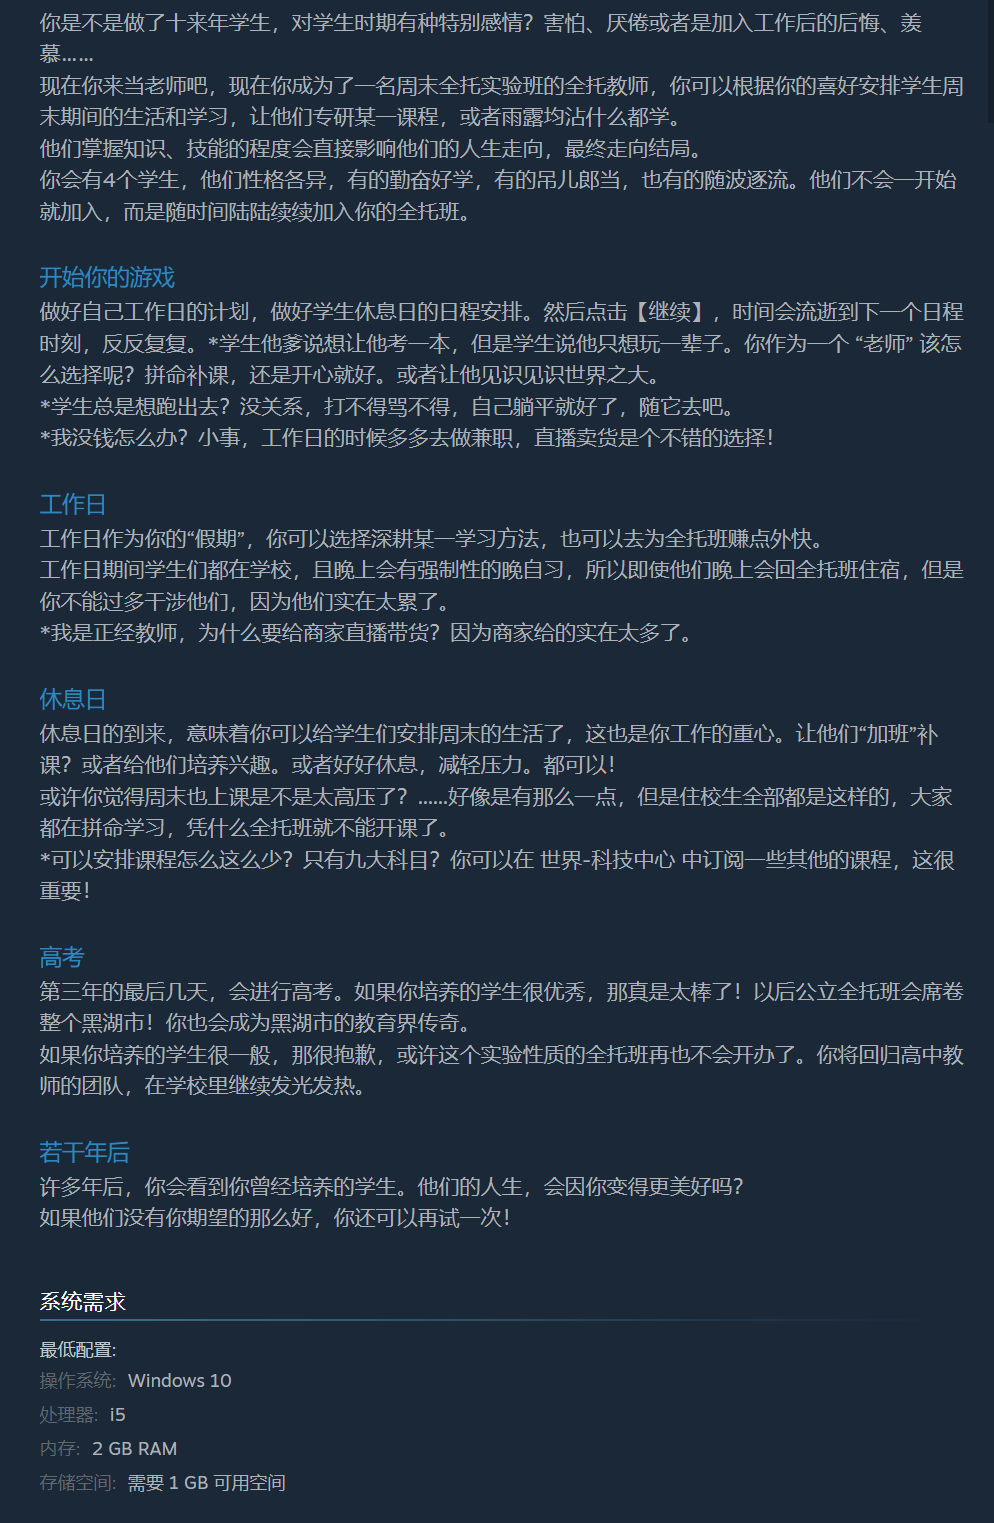 你是不是做了十来年学生，对学生时期有种特别感情？害怕、厌倦或者是加入工作后的后悔、羡
慕……
现在你来当老师吧，现在你成为了一名周末全托实验班的全托教师，你可以根据你的喜好安排学生周
末期间的生活和学习，让他们专研某一课程，或者雨露均沾什么都学。
他们掌握知识、技能的程度会直接影响他们的人生走向，最终走向结局。
你会有4个学生，他们性格各异，有的勤奋好学，有的吊儿郎当，也有的随波逐流。他们不会一开始
就加入，而是随时间陆陆续续加入你的全托班。
开始你的游戏
做好自己工作日的计划，做好学生休息日的日程安排。然后点击【继续】，时间会流逝到下一个日程
时刻，反反复复。*学生他爹说想让他考一本，但是学生说他只想玩一辈子。你作为一个 “老师” 该怎
么选择呢？拼命补课，还是开心就好。或者让他见识见识世界之大。
*学生总是想跑出去？没关系，打不得骂不得，自己躺平就好了，随它去吧。
*我没钱怎么办？小事，工作日的时候多多去做兼职，直播卖货是个不错的选择！
工作日
工作日作为你的“假期”，你可以选择深耕某一学习方法，也可以去为全托班赚点外快。
工作日期间学生们都在学校，且晚上会有强制性的晚自习，所以即使他们晚上会回全托班住宿，但是
你不能过多干涉他们，因为他们实在太累了。
*我是正经教师，为什么要给商家直播带货？因为商家给的实在太多了。
休息日
休息日的到来，意味着你可以给学生们安排周末的生活了，这也是你工作的重心。让他们“加班”补
课？或者给他们培养兴趣。或者好好休息，减轻压力。都可以！
或许你觉得周末也上课是不是太高压了？......好像是有那么一点，但是住校生全部都是这样的，大家
都在拼命学习，凭什么全托班就不能开课了。
*可以安排课程怎么这么少？只有九大科目？你可以在 世界-科技中心 中订阅一些其他的课程，这很
重要！
高考
第三年的最后几天，会进行高考。如果你培养的学生很优秀，那真是太棒了！以后公立全托班会席卷
整个黑湖市！你也会成为黑湖市的教育界传奇。
如果你培养的学生很一般，那很抱歉，或许这个实验性质的全托班再也不会开办了。你将回归高中教
师的团队，在学校里继续发光发热。
若干年后
许多年后，你会看到你曾经培养的学生。他们的人生，会因你变得更美好吗？
如果他们没有你期望的那么好，你还可以再试一次！
系统需求
最低配置:
操作系统: Windows 10
处理器: i5
内存: 2 GB RAM
存储空间: 需要 1 GB 可用空间